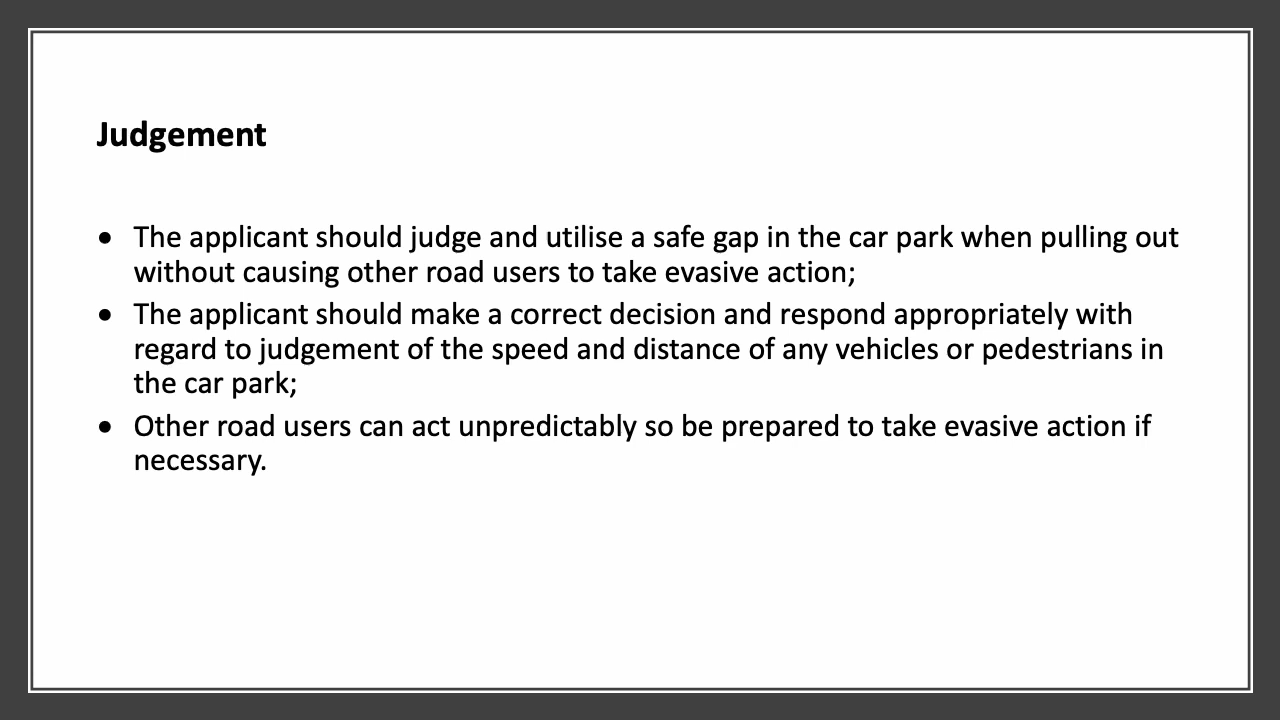 Judgement
• The applicant should judge and utilise a safe gap in the car park when pulling out
without causing other road users to take evasive action;
• The applicant should make a correct decision and respond appropriately with
regard to judgement of the speed and distance of any vehicles or pedestrians in
the car park;
• Other road users can act unpredictably so be prepared to take evasive action if
necessary.